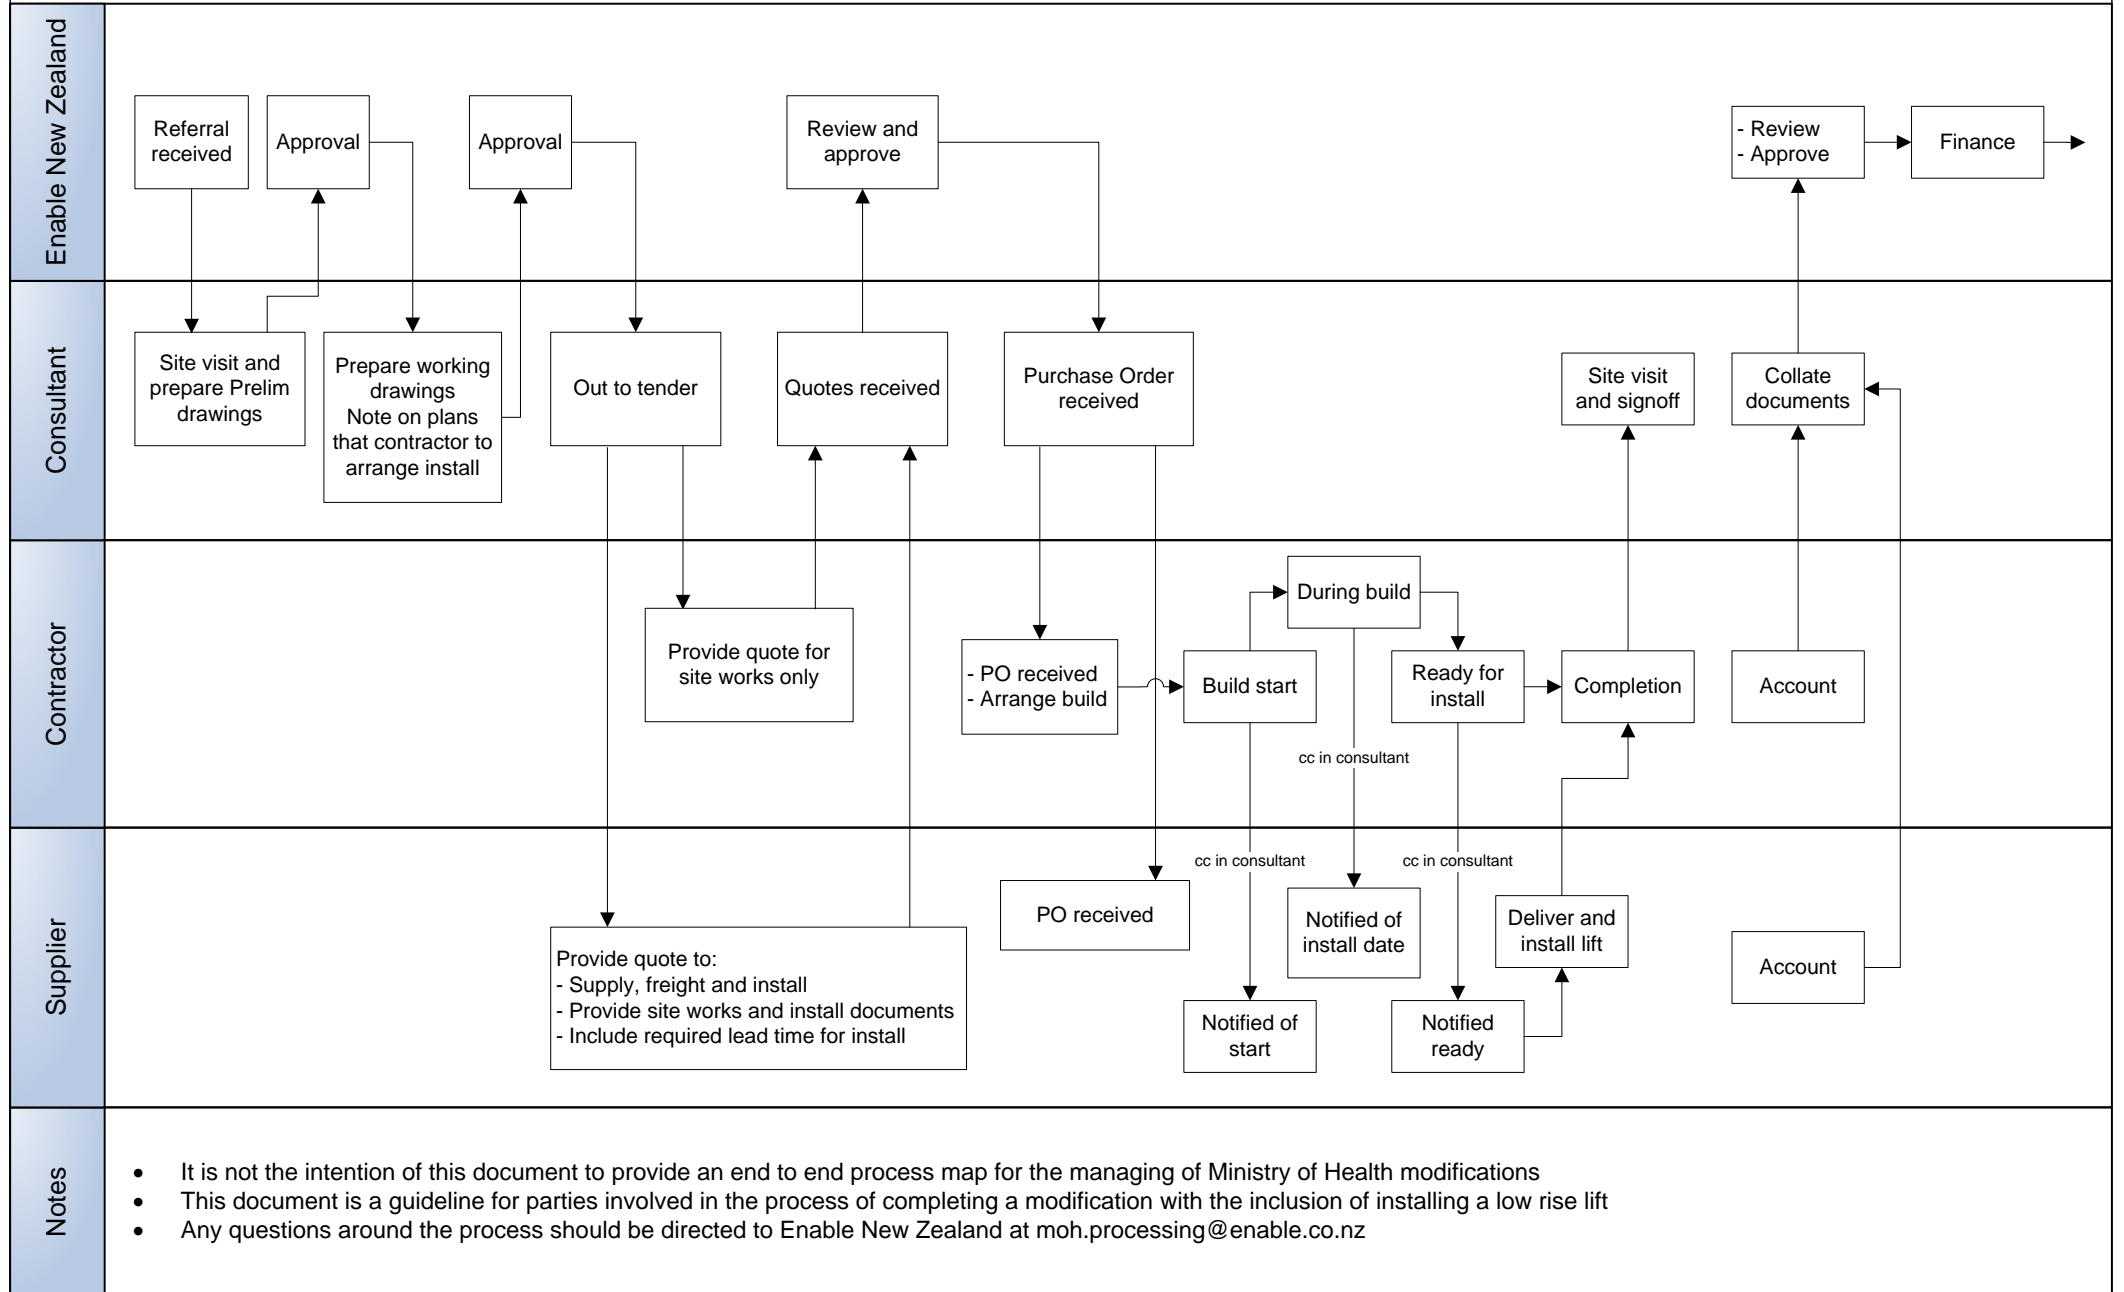 Enable New Zealand
Referral
received
Approval
Approval
Review and
approve
- Review
- Approve
Finance
Consultant
Site visit and
prepare Prelim
drawings
Prepare working
drawings
Note on plans
that contractor to
arrange install
Out to tender
Quotes received
Purchase Order
received
Site visit
and signoff
Collate
documents
Contractor
Provide quote for
site works only
- PO received
- Arrange build
Build start
During build
Ready for
install
Completion
Account
cc in consultant
Supplier
cc in consultant
cc in consultant
Provide quote to:
- Supply, freight and install
- Provide site works and install documents
- Include required lead time for install
PO received
Notified of
start
Notified of
install date
Notified
ready
Deliver and
install lift
Account
Notes
• It is not the intention of this document to provide an end to end process map for the managing of Ministry of Health modifications
• This document is a guideline for parties involved in the process of completing a modification with the inclusion of installing a low rise lift
• Any questions around the process should be directed to Enable New Zealand at moh.processing@enable.co.nz